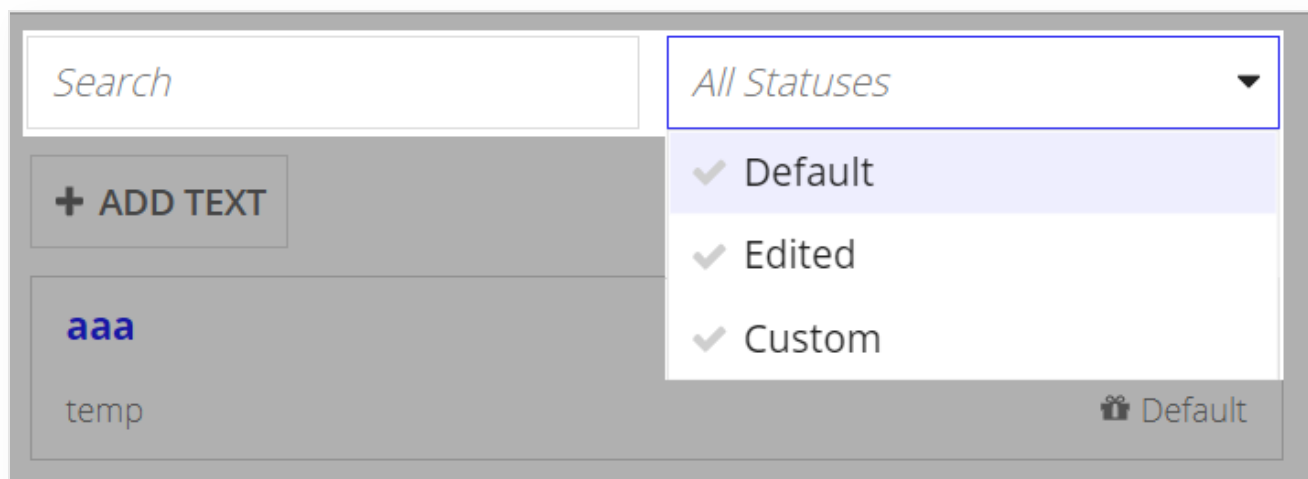 Search
All Statuses
Default
Edited
Custom
ADD TEXT
aaa
temp
Default